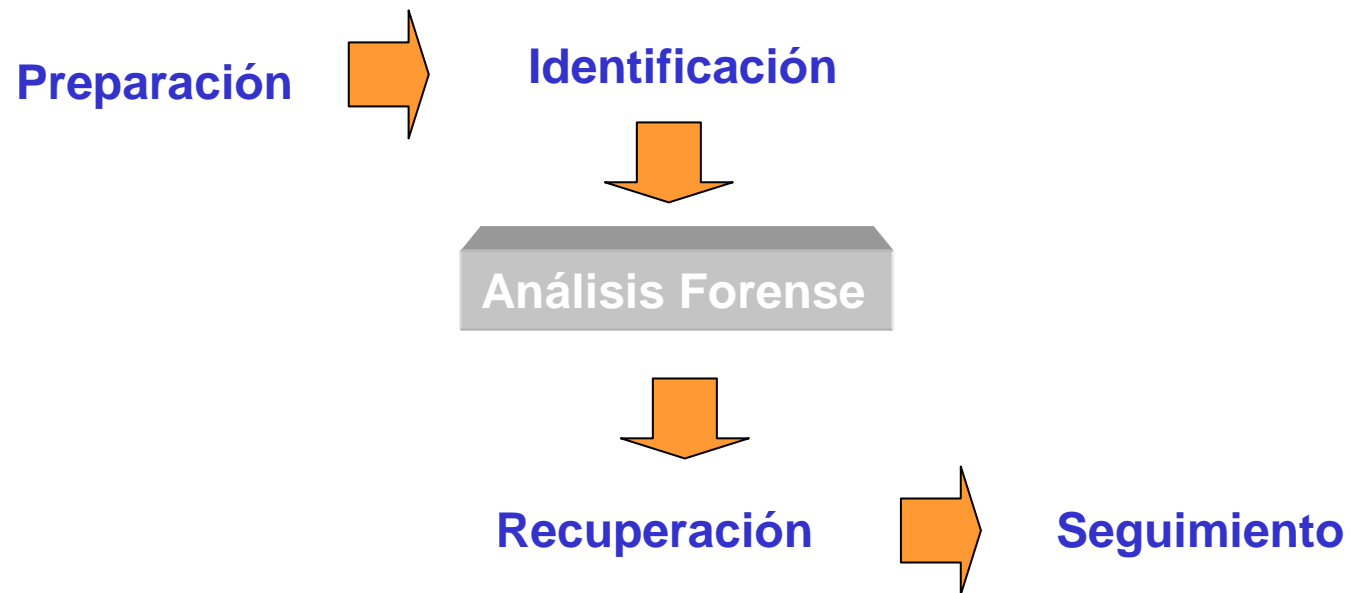 Preparación
Identificación
Análisis Forense
Recuperación
Seguimiento